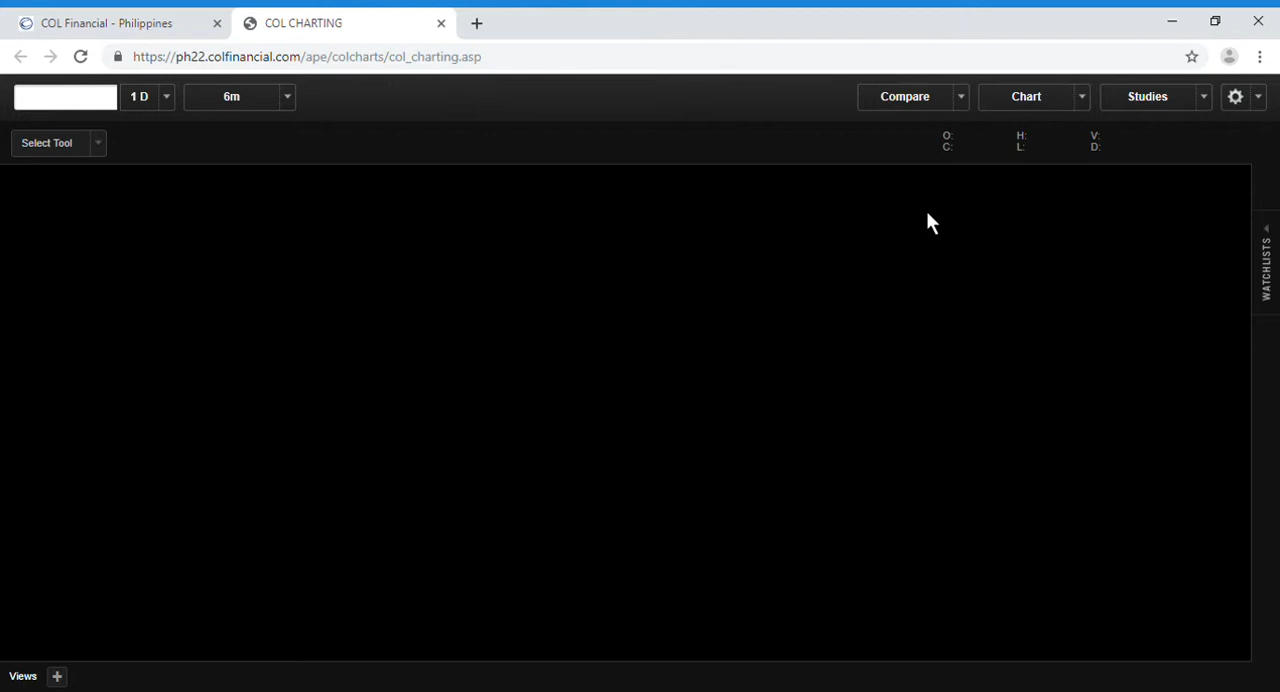 COL Financial - Philippines
COL CHARTING
https://ph22.colfinancial.com/ape/colcharts/col_charting.asp
1 D
6m
Compare
Chart
Studies
Select Tool
O:
H:
V:
C:
L:
D:
WATCHLISTS
Views